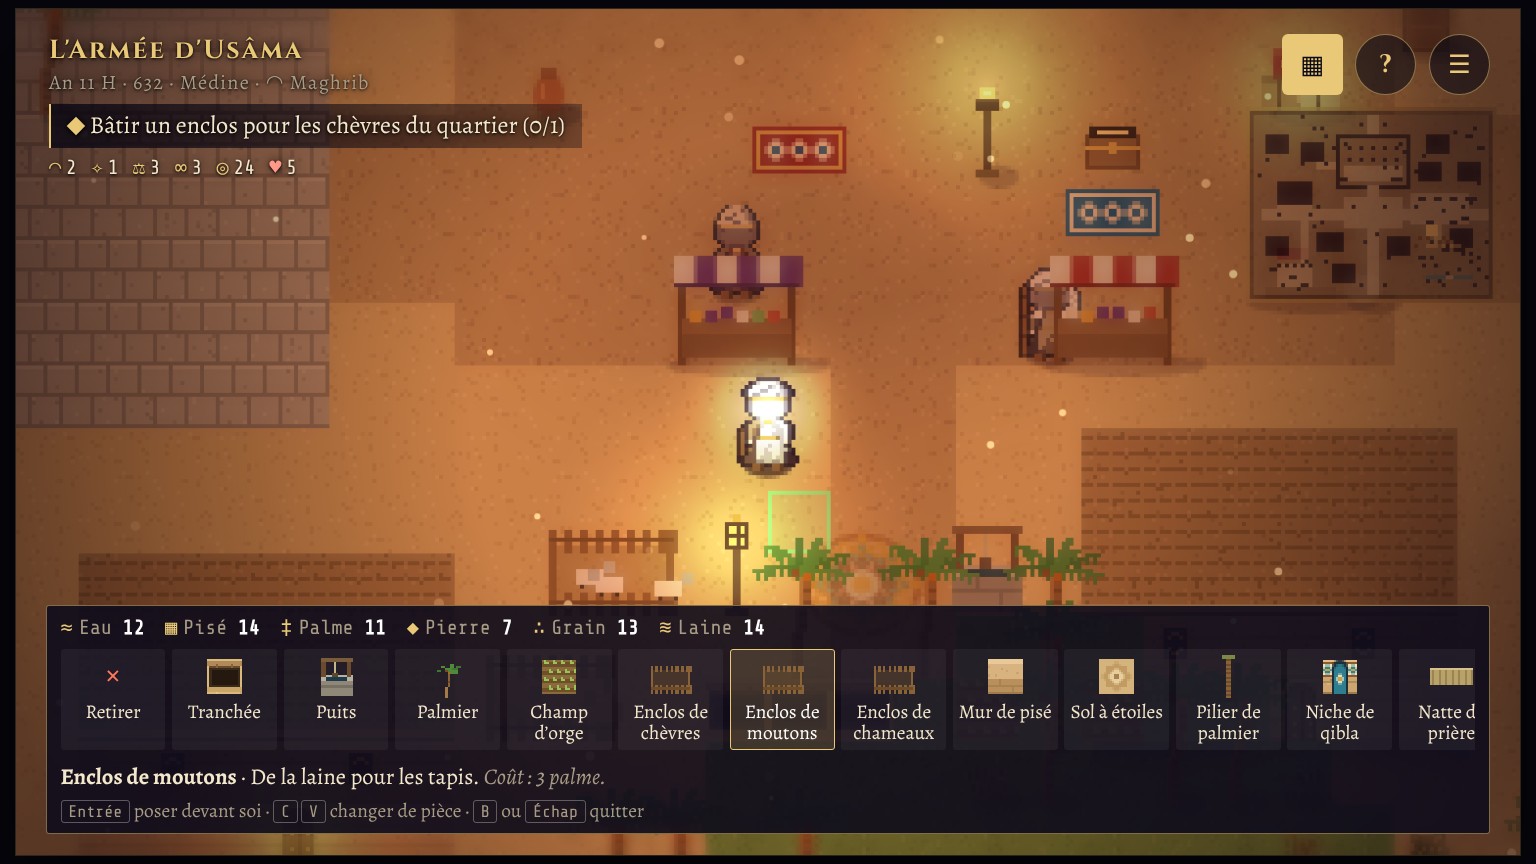 L'Armée d'Usâma
An 11 H · 632 · Médine · ◠ Maghrib
◆ Bâtir un enclos pour les chèvres du quartier (0/1)
◠ 2 ✧ 1 ⚖ 3 ∞ 3 ◎ 24 ♥ 5
?
☰
≈ Eau 12 ▦ Pisé 14 ‡ Palme 11 ◆ Pierre 7 ∴ Grain 13 ≋ Laine 14
Retirer
Tranchée
Puits
Palmier
Champ d'orge
Enclos de chèvres
Enclos de moutons
Enclos de chameaux
Mur de pisé
Sol à étoiles
Pilier de palmier
Niche de qibla
Natte d
prière
Enclos de moutons · De la laine pour les tapis. Coût : 3 palme.
Entrée poser devant soi · C V changer de pièce · B ou Échap quitter